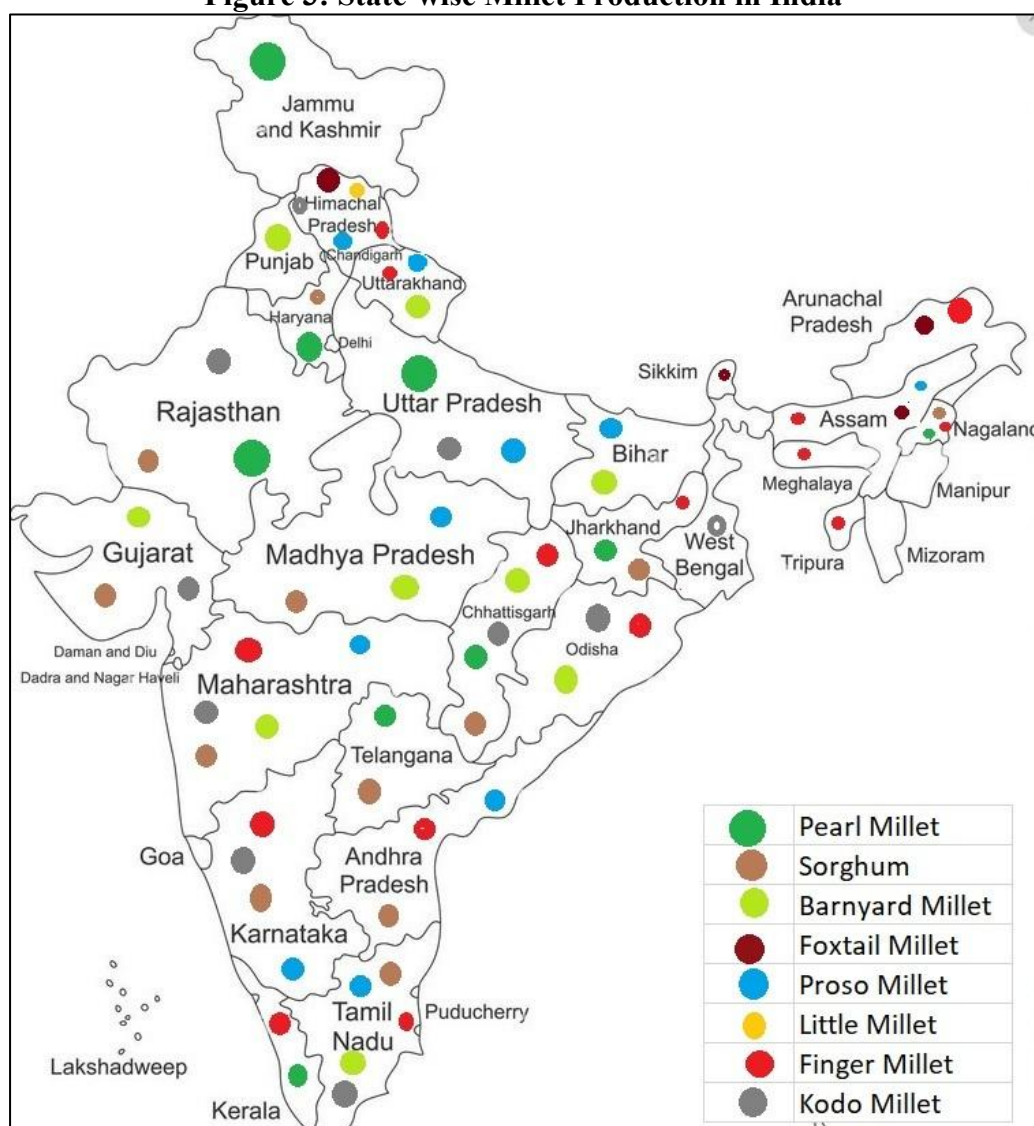 Figure 3: State wise Millet Production in India
Jammu
and Kashmir
Himachal
Pradesh
Chandigarh
Punjab
Uttarakhand
Haryana
Delhi
Arunachal
Pradesh
Sikkim
Rajasthan
Uttar Pradesh
Assam
Nagaland
Bihar
Meghalaya
Manipur
Jharkhand
West
Bengal
Tripura
Mizoram
Gujarat
Madhya Pradesh
Chhattisgarh
Odisha
Daman and Diu
Dadra and Nagar Haveli
Maharashtra
Telangana
Goa
Andhra
Pradesh
Karnataka
Tamil
Nadu
Puducherry
Lakshadweep
Kerala
Pearl Millet
Sorghum
Barnyard Millet
Foxtail Millet
Proso Millet
Little Millet
Finger Millet
Kodo Millet